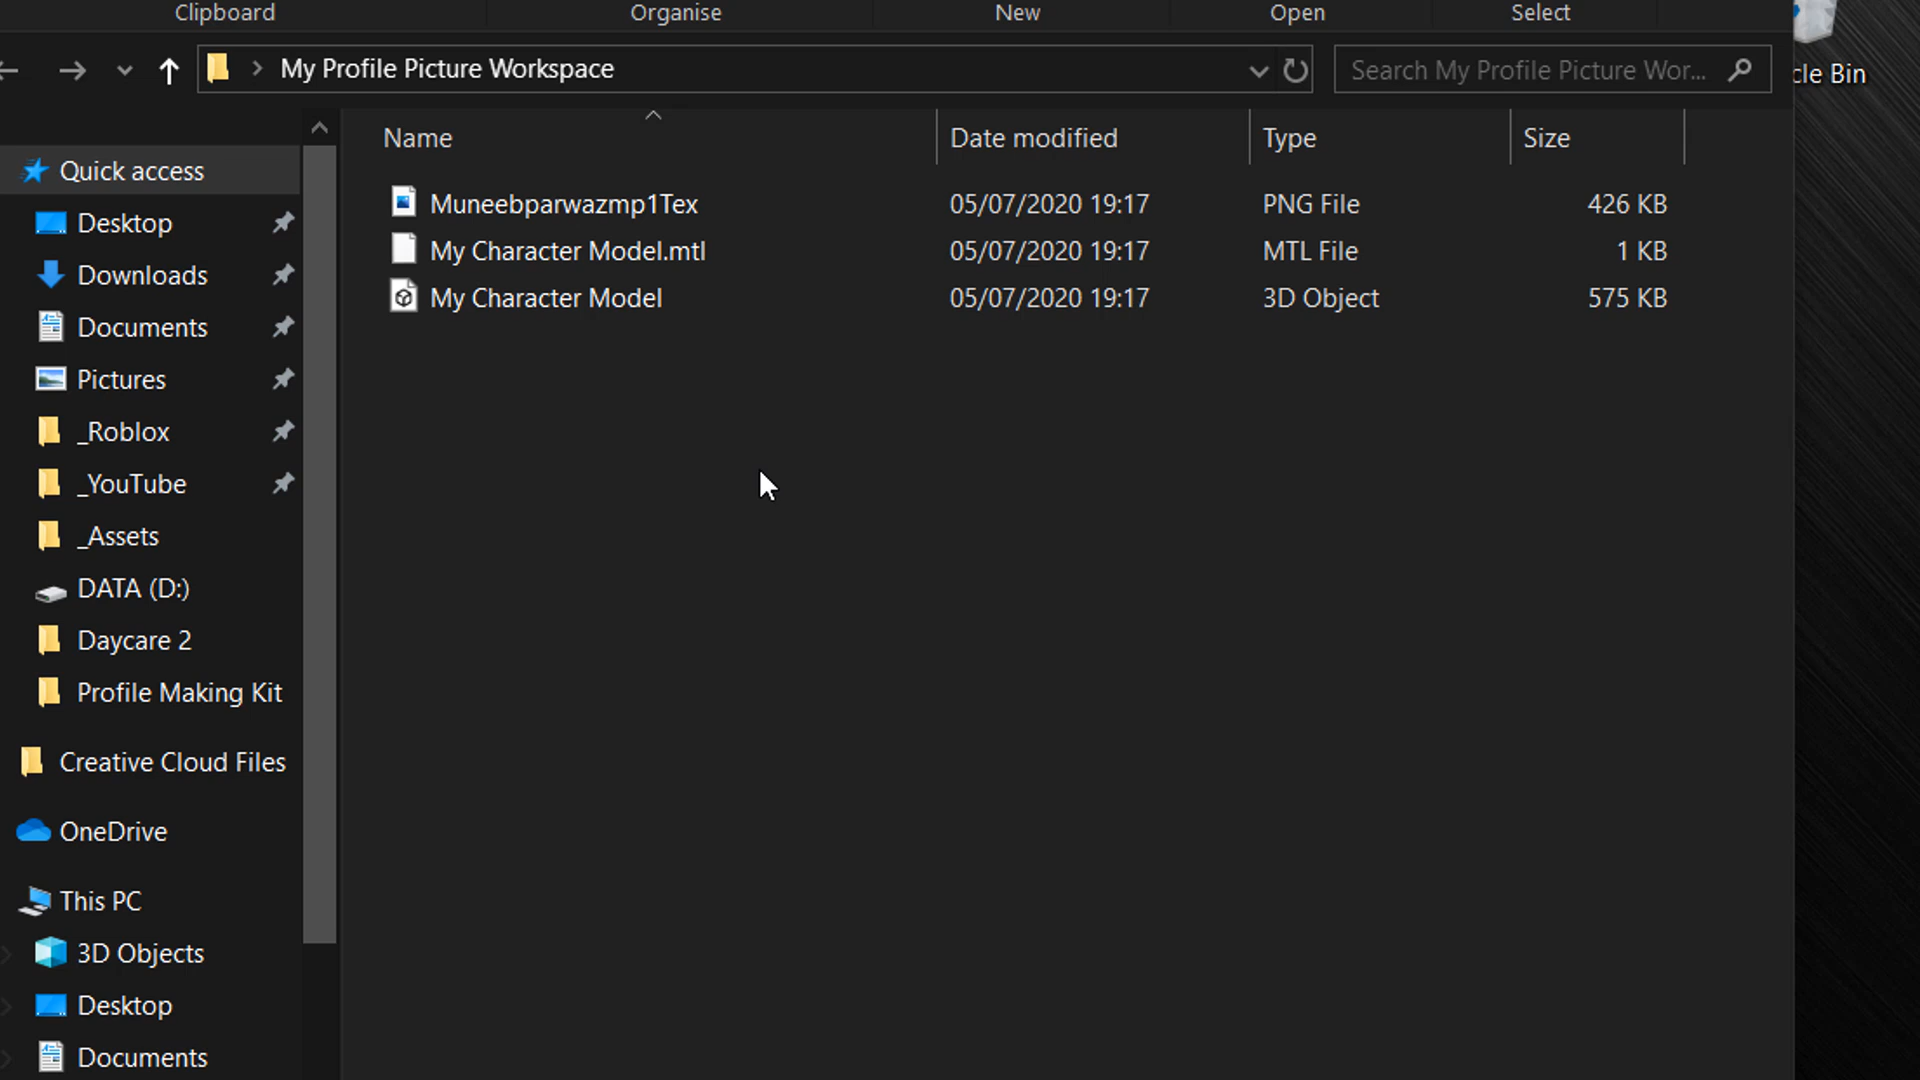 Clipboard Organise New Open Select
My Profile Picture Workspace Search My Profile Picture Wor... cle Bin
Name Date modified Type Size
Muneebparwazmp1Tex 05/07/2020 19:17 PNG File 426 KB
My Character Model.mtl 05/07/2020 19:17 MTL File 1 KB
My Character Model 05/07/2020 19:17 3D Object 575 KB
Quick access
Desktop
Downloads
Documents
Pictures
_Roblox
_YouTube
_Assets
DATA (D:)
Daycare 2
Profile Making Kit
Creative Cloud Files
OneDrive
This PC
3D Objects
Desktop
Documents